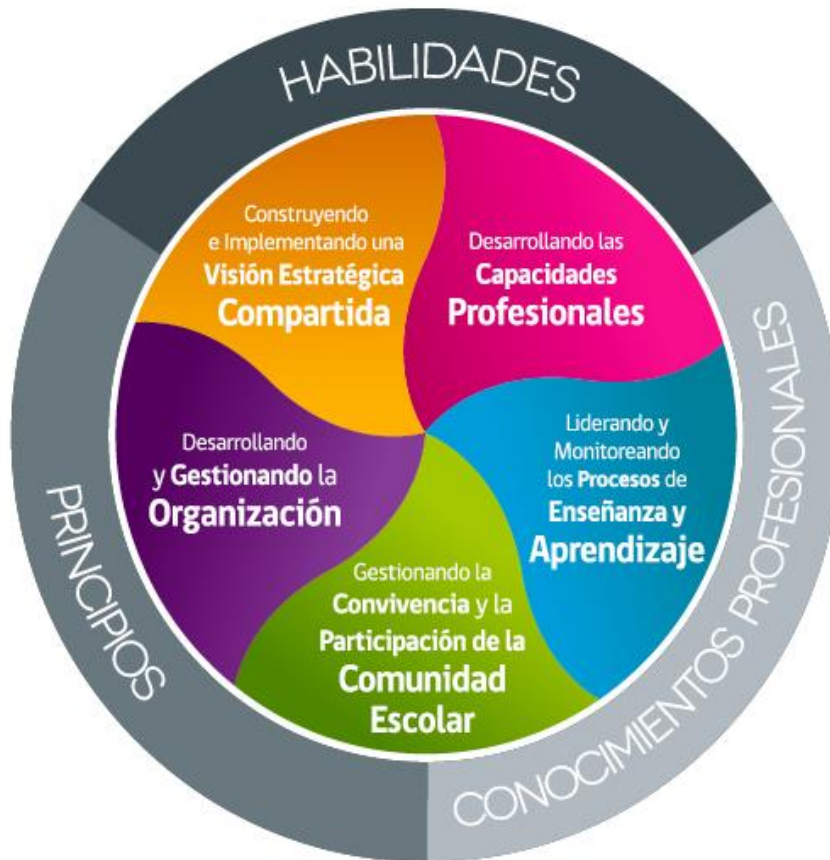 HABILIDADES
Construyendo
e Implementando una
Visión Estratégica
Compartida
Desarrollando las
Capacidades
Profesionales
Liderando y
Monitoreando
los Procesos de
Enseñanza y
Aprendizaje
Gestionando la
Convivencia y la
Participación de la
Comunidad
Escolar
Desarrollando
y Gestionando la
Organización
PRINCIPIOS
CONOCIMIENTOS PROFESIONALES